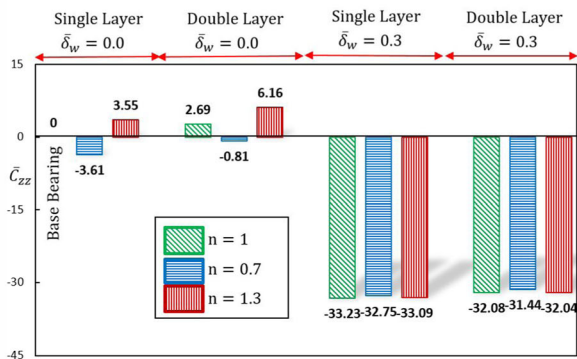 Single Layer Double Layer Single Layer Double Layer
δ̄w = 0.0 δ̄w = 0.0 δ̄w = 0.3 δ̄w = 0.3
15
0
-15
-30
-45
C̄zz
Base Bearing
0 -3.61 3.55 2.69 -0.81 6.16
n = 1
n = 0.7
n = 1.3
-33.23 -32.75 -33.09 -32.08 -31.44 -32.04